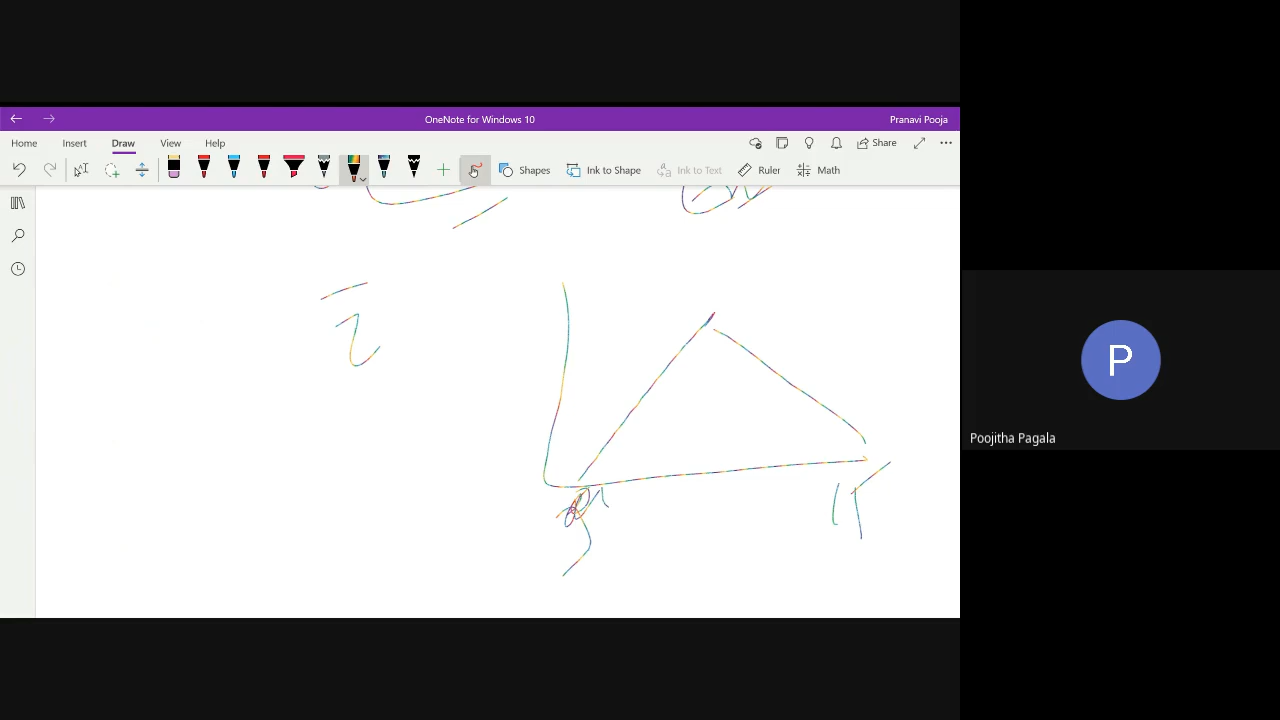 OneNote for Windows 10
Pranavi Pooja
Home Insert Draw View Help
Share
Shapes Ink to Shape Ink to Text Ruler Math
P
Poojitha Pagala